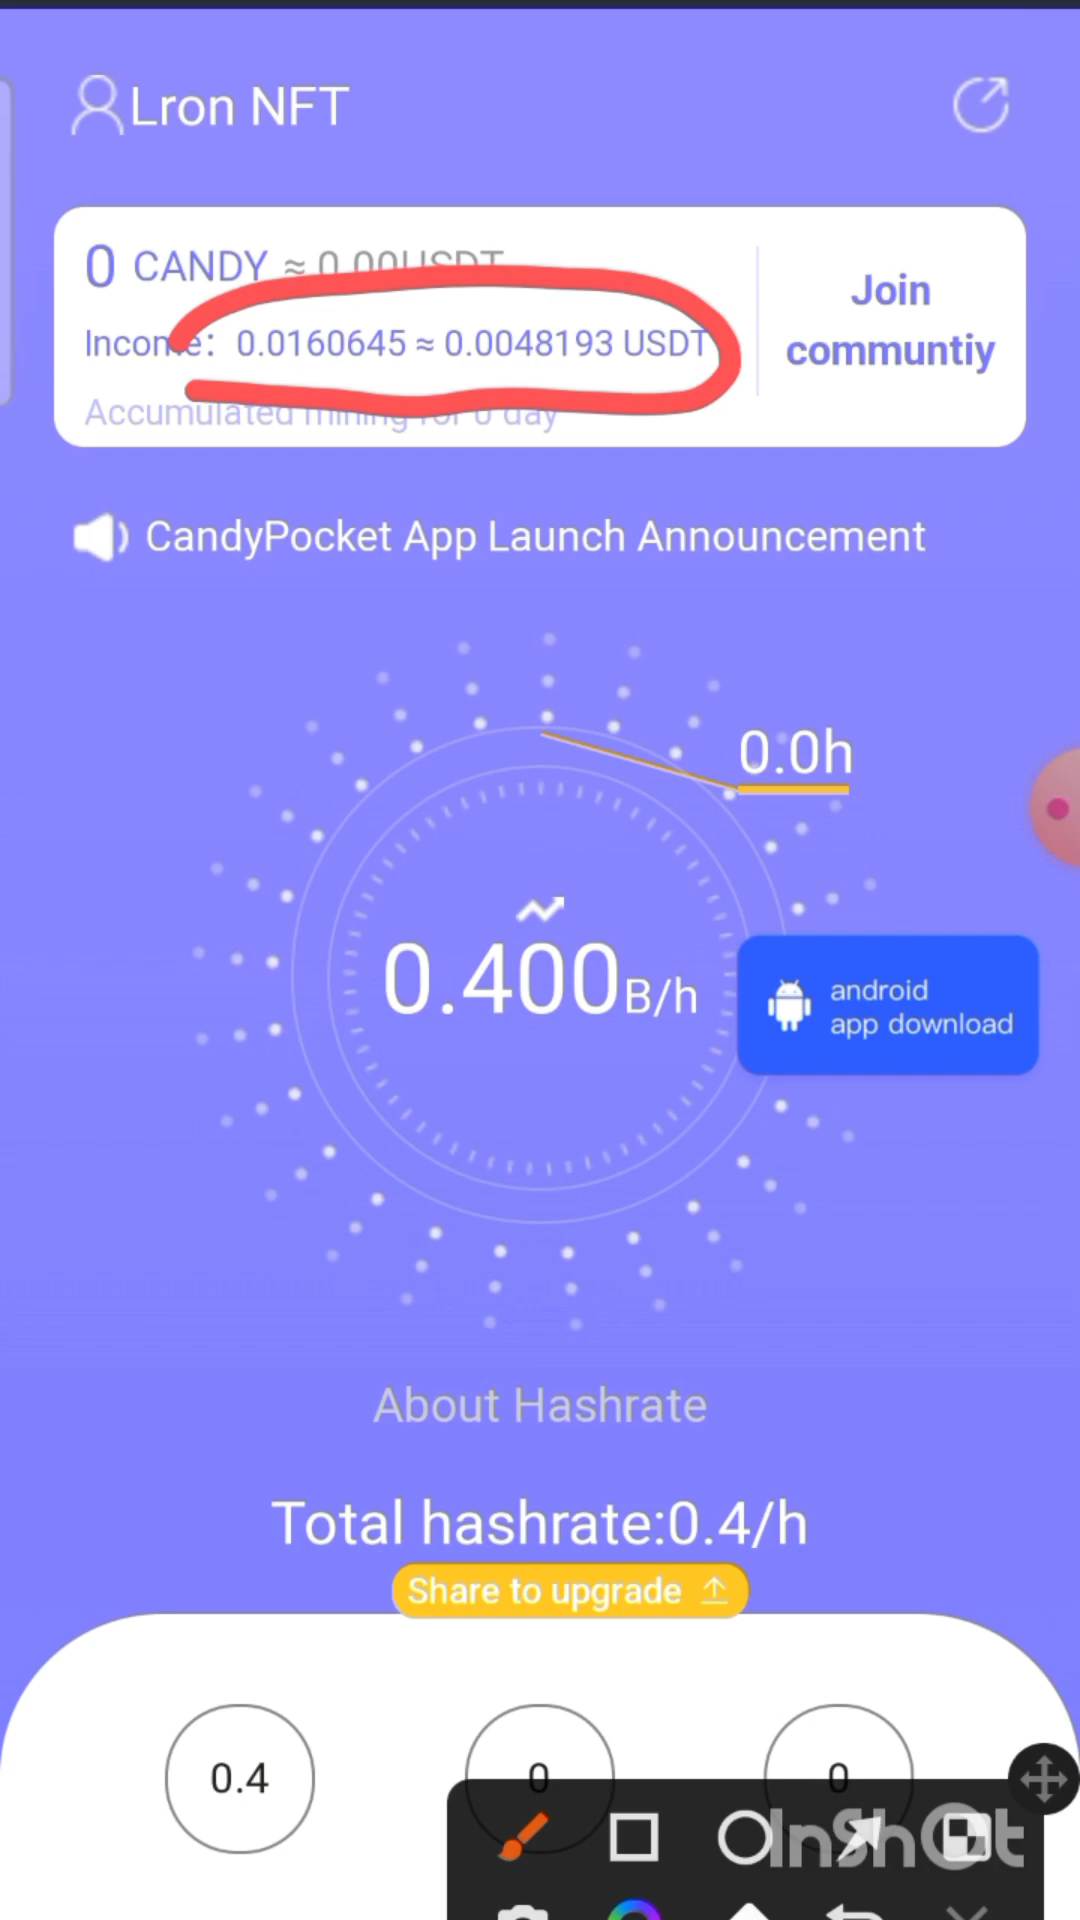 Lron NFT
0 CANDY ≈ 0.00USDT
Income: 0.0160645 ≈ 0.0048193 USDT
Accumulated mining for 0 day
Join
communtiy
CandyPocket App Launch Announcement
0.0h
0.400B/h
android
app download
About Hashrate
Total hashrate:0.4/h
Share to upgrade
0.4
0
0
InShOt